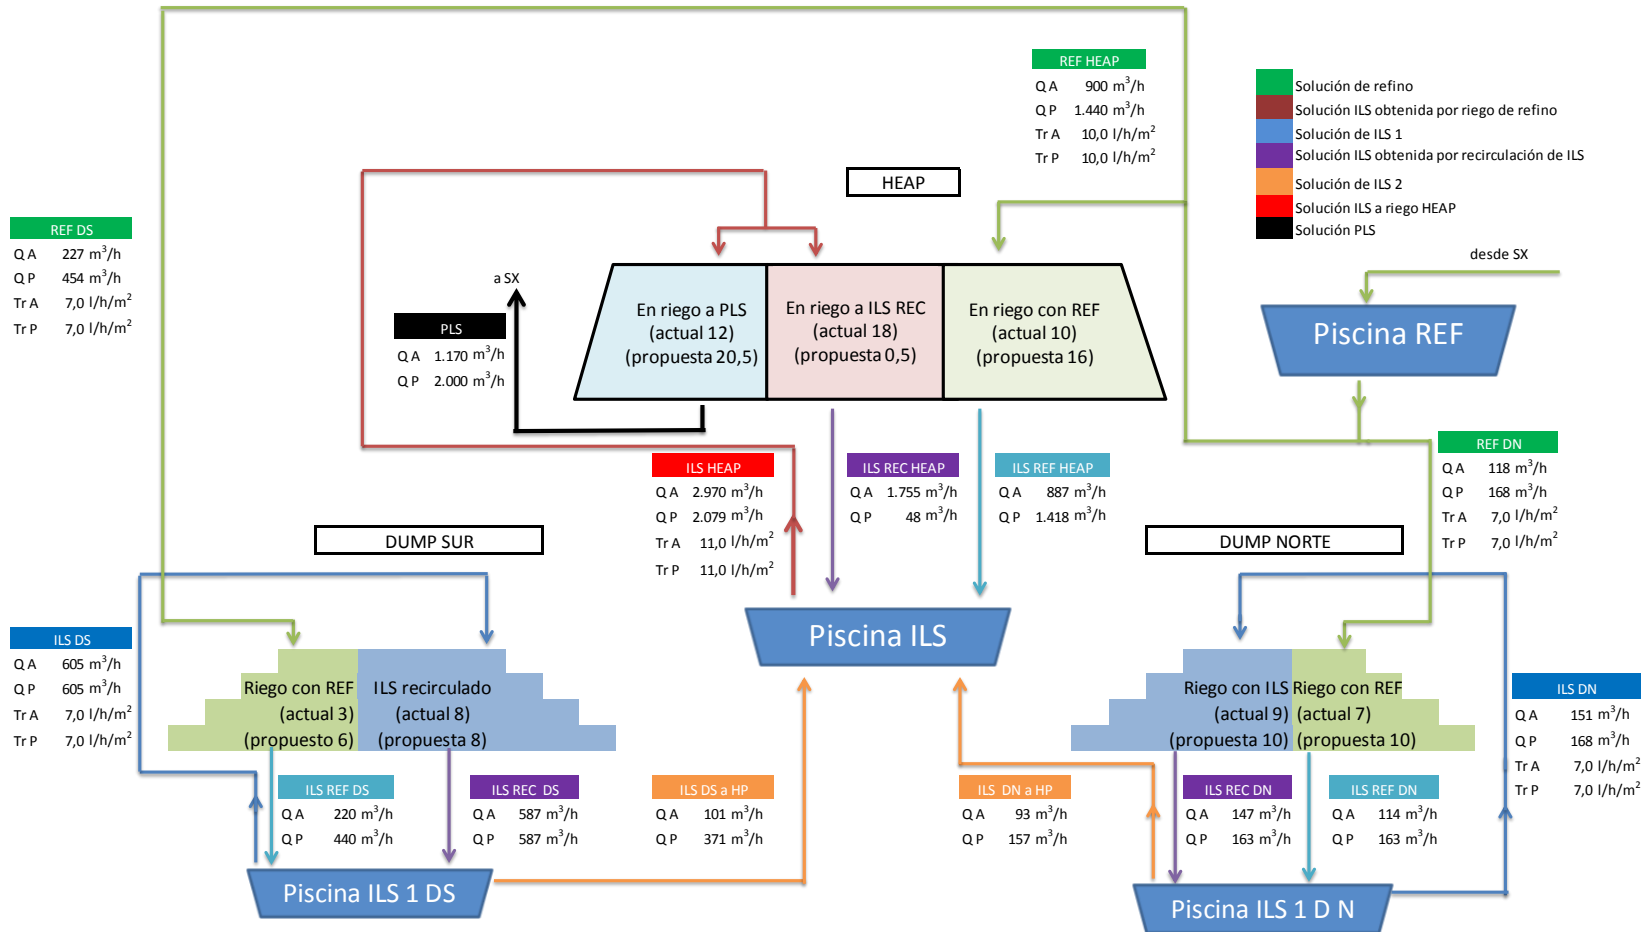 REF HEAP
Q A 900 m³/h
Q P 1.440 m³/h
Tr A 10,0 l/h/m²
Tr P 10,0 l/h/m²
Solución de refino
Solución ILS obtenida por riego de refino
Solución de ILS 1
Solución ILS obtenida por recirculación de ILS
Solución de ILS 2
Solución ILS a riego HEAP
Solución PLS
HEAP
REF DS
Q A 227 m³/h
Q P 454 m³/h
Tr A 7,0 l/h/m²
Tr P 7,0 l/h/m²
desde SX
a SX
Piscina REF
PLS
Q A 1.170 m³/h
Q P 2.000 m³/h
En riego a PLS
(actual 12)
(propuesta 20,5)
En riego a ILS REC
(actual 18)
(propuesta 0,5)
En riego con REF
(actual 10)
(propuesta 16)
REF DN
Q A 118 m³/h
Q P 168 m³/h
Tr A 7,0 l/h/m²
Tr P 7,0 l/h/m²
ILS HEAP
Q A 2.970 m³/h
Q P 2.079 m³/h
Tr A 11,0 l/h/m²
Tr P 11,0 l/h/m²
ILS REC HEAP
Q A 1.755 m³/h
Q P 48 m³/h
ILS REF HEAP
Q A 887 m³/h
Q P 1.418 m³/h
DUMP SUR
DUMP NORTE
Piscina ILS
ILS DS
Q A 605 m³/h
Q P 605 m³/h
Tr A 7,0 l/h/m²
Tr P 7,0 l/h/m²
Riego con REF
(actual 3)
(propuesto 6)
ILS recirculado
(actual 8)
(propuesta 8)
Riego con ILS
(actual 9)
(propuesta 10)
Riego con REF
(actual 7)
(propuesta 10)
ILS DN
Q A 151 m³/h
Q P 168 m³/h
Tr A 7,0 l/h/m²
Tr P 7,0 l/h/m²
ILS REF DS
Q A 220 m³/h
Q P 440 m³/h
ILS REC DS
Q A 587 m³/h
Q P 587 m³/h
ILS DS a HP
Q A 101 m³/h
Q P 371 m³/h
ILS DN a HP
Q A 93 m³/h
Q P 157 m³/h
ILS REC DN
Q A 147 m³/h
Q P 163 m³/h
ILS REF DN
Q A 114 m³/h
Q P 163 m³/h
Piscina ILS 1 DS
Piscina ILS 1 D N